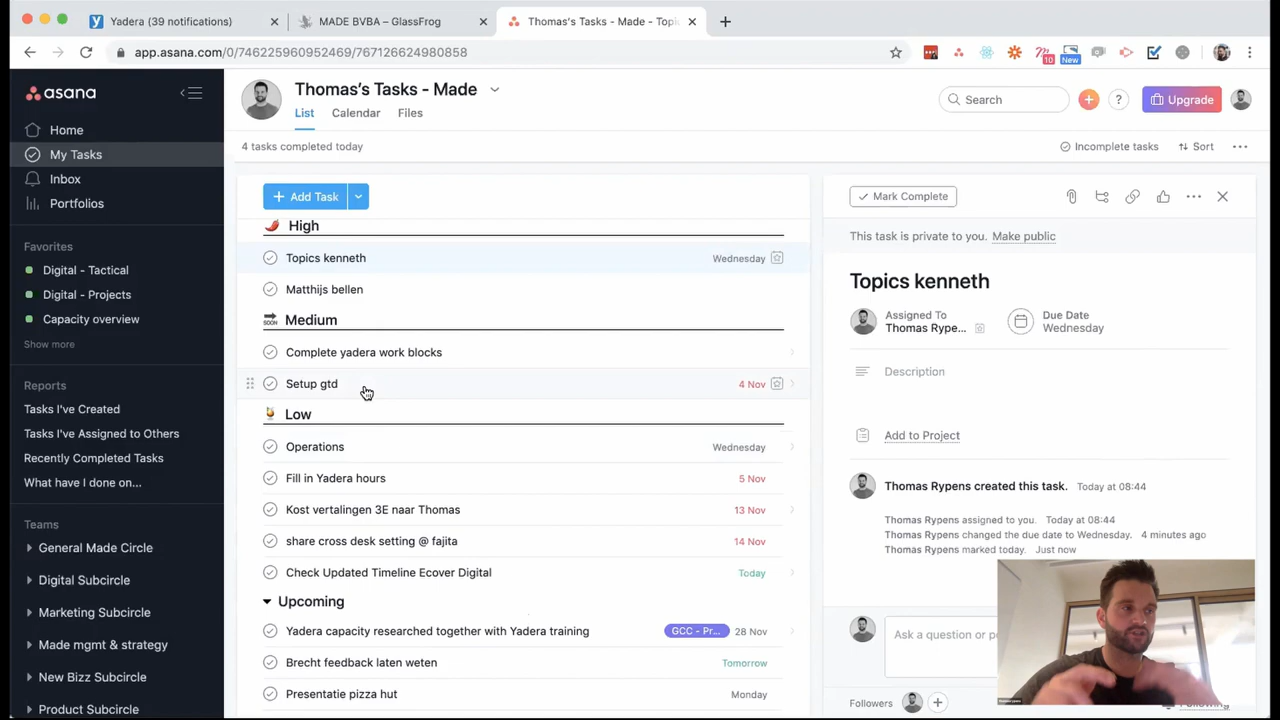 Yadera (39 notifications)
MADE BVBA – GlassFrog
Thomas's Tasks - Made - Topic
app.asana.com/0/746225960952469/767126624980858
10
New
asana
Home
My Tasks
Inbox
Portfolios
Favorites
Digital - Tactical
Digital - Projects
Capacity overview
Show more
Reports
Tasks I've Created
Tasks I've Assigned to Others
Recently Completed Tasks
What have I done on...
Teams
General Made Circle
Digital Subcircle
Marketing Subcircle
Made mgmt & strategy
New Bizz Subcircle
Product Subcircle
Thomas's Tasks - Made
List Calendar Files
Search
?
Upgrade
4 tasks completed today
Incomplete tasks
Sort
+ Add Task
High
Topics kenneth Wednesday
Matthijs bellen
SOON
Medium
Complete yadera work blocks
Setup gtd 4 Nov
Low
Operations Wednesday
Fill in Yadera hours 5 Nov
Kost vertalingen 3E naar Thomas 13 Nov
share cross desk setting @ fajita 14 Nov
Check Updated Timeline Ecover Digital Today
Upcoming
Yadera capacity researched together with Yadera training GCC - Pr... 28 Nov
Brecht feedback laten weten Tomorrow
Presentatie pizza hut Monday
Mark Complete
This task is private to you. Make public
Topics kenneth
Assigned To
Thomas Rype...
Due Date
Wednesday
Description
Add to Project
Thomas Rypens created this task. Today at 08:44
Thomas Rypens assigned to you. Today at 08:44
Thomas Rypens changed the due date to Wednesday. 4 minutes ago
Thomas Rypens marked today. Just now
Ask a question or po
Followers